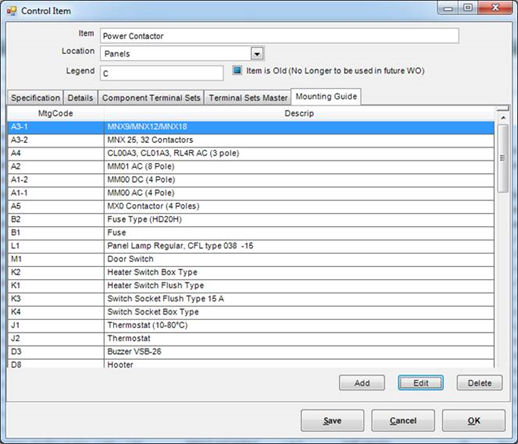 Control Item
Item Power Contactor
Location Panels
Legend C Item is Old (No Longer to be used in future WO)
Specification Details Component Terminal Sets Terminal Sets Master Mounting Guide
MtgCode Descrip
A3-1 MNX9/MNX12/MNX18
A3-2 MNX 25, 32 Contactors
A4 CL00A3, CL01A3, RL4R AC (3 pole)
A2 MM01 AC (8 Pole)
A1-2 MM00 DC (4 Pole)
A1-1 MM00 AC (4 Pole)
A5 MX0 Contactor (4 Poles)
B2 Fuse Type (HD20H)
B1 Fuse
L1 Panel Lamp Regular, CFL type 038 -15
M1 Door Switch
K2 Heater Switch Box Type
K1 Heater Switch Flush Type
K3 Switch Socket Flush Type 15 A
K4 Switch Socket Box Type
J1 Thermostat (10-80°C)
J2 Thermostat
D3 Buzzer VSB-26
D8 Hooter
Add Edit Delete
Save Cancel OK